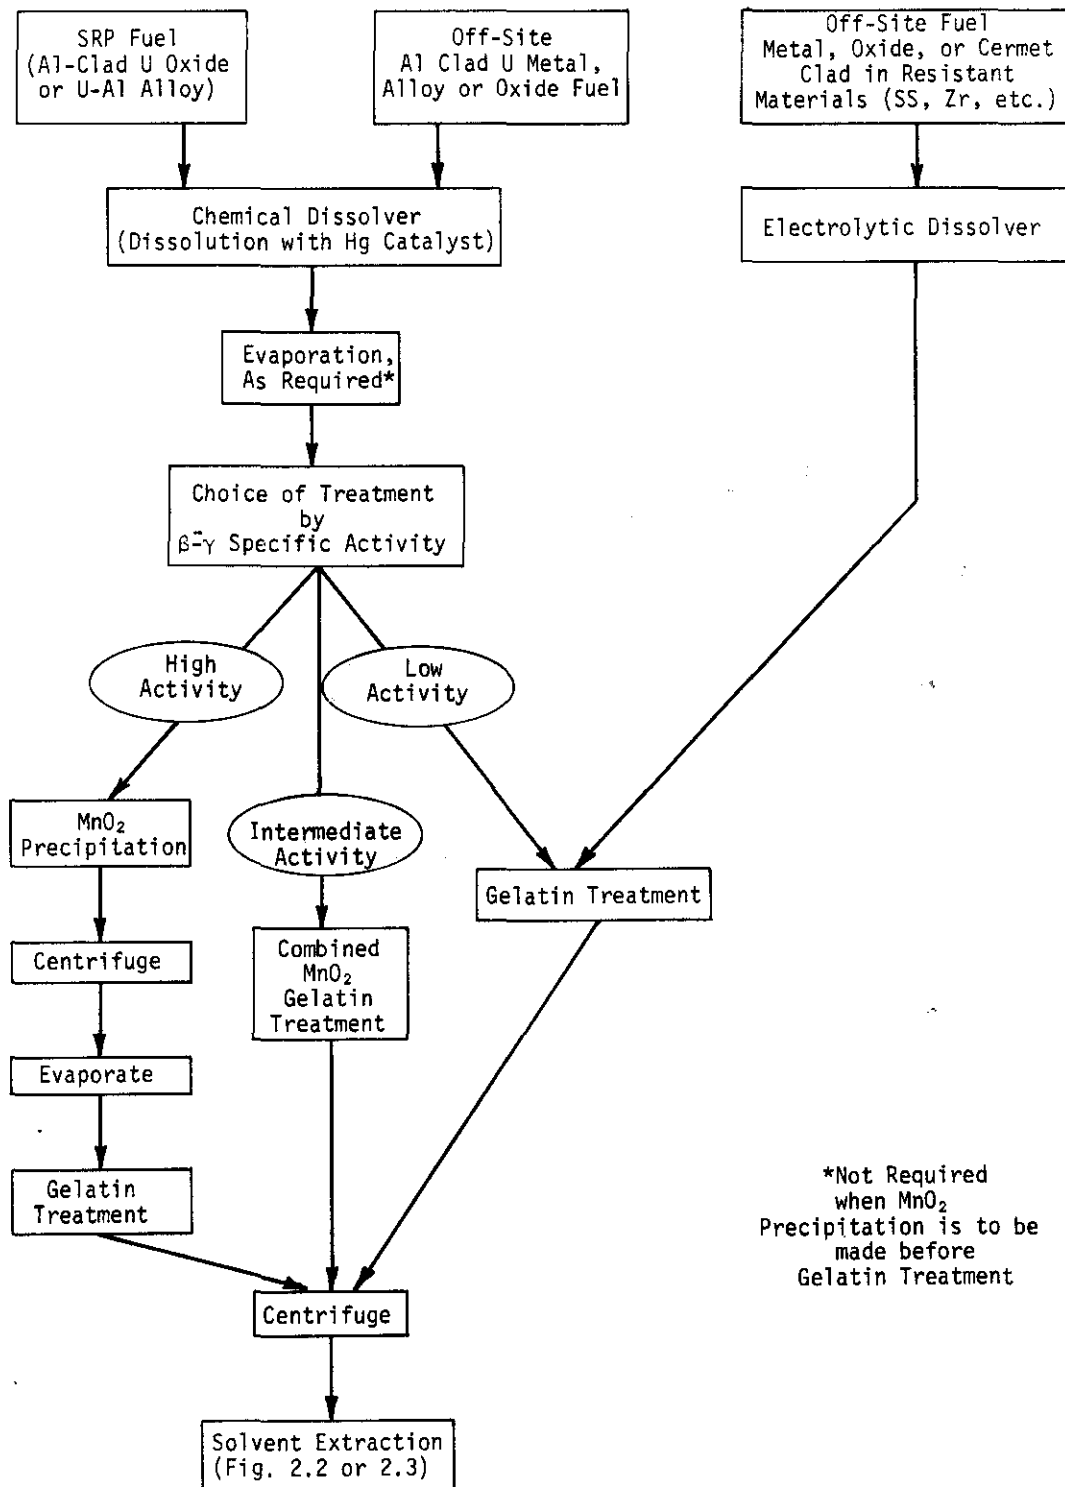 SRP Fuel
(Al-Clad U Oxide
or U-Al Alloy)
Off-Site
Al Clad U Metal,
Alloy or Oxide Fuel
Off-Site Fuel
Metal, Oxide, or Cermet
Clad in Resistant
Materials (SS, Zr, etc.)
Chemical Dissolver
(Dissolution with Hg Catalyst)
Electrolytic Dissolver
Evaporation,
As Required*
Choice of Treatment
by
β-γ Specific Activity
High
Activity
Low
Activity
MnO₂
Precipitation
Intermediate
Activity
Gelatin Treatment
Centrifuge
Combined
MnO₂
Gelatin
Treatment
Evaporate
Gelatin
Treatment
*Not Required
when MnO₂
Precipitation is to be
made before
Gelatin Treatment
Centrifuge
Solvent Extraction
(Fig. 2.2 or 2.3)